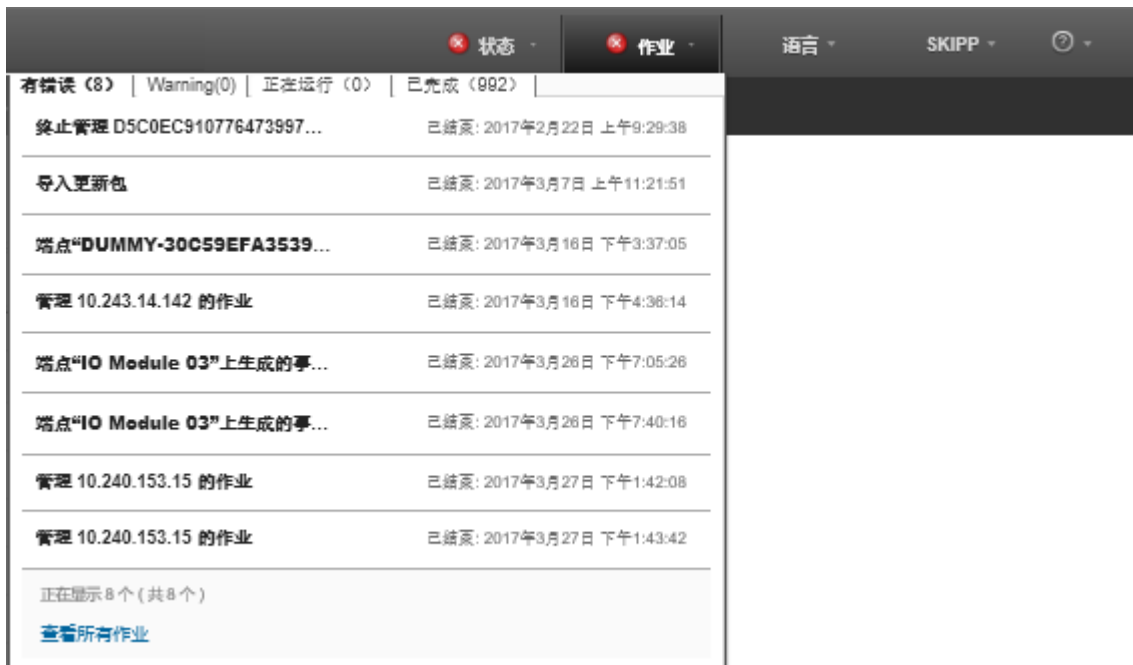 状态 作业 语言 SKIPP
有错误（8） Warning(0) 正在运行（0） 已完成（992）
终止管理 D5C0EC910776473997... 已结束: 2017年2月22日 上午9:29:38
导入更新包 已结束: 2017年3月7日 上午11:21:51
端点“DUMMY-30C59EFA3539... 已结束: 2017年3月16日 下午3:37:05
管理 10.243.14.142 的作业 已结束: 2017年3月16日 下午4:36:14
端点“IO Module 03”上生成的事... 已结束: 2017年3月26日 下午7:05:26
端点“IO Module 03”上生成的事... 已结束: 2017年3月26日 下午7:40:16
管理 10.240.153.15 的作业 已结束: 2017年3月27日 下午1:42:08
管理 10.240.153.15 的作业 已结束: 2017年3月27日 下午1:43:42
正在显示 8 个 ( 共 8 个 )
查看所有作业